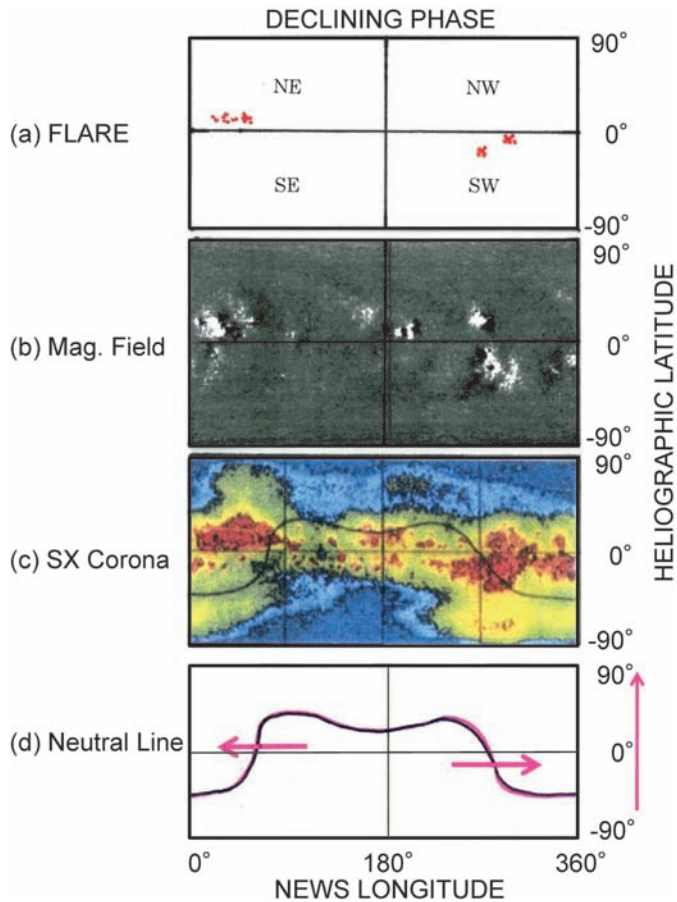 DECLINING PHASE
90°
NE
NW
(a) FLARE
0°
SE
SW
-90°
90°
(b) Mag. Field
0°
-90°
90°
(c) SX Corona
0°
-90°
90°
(d) Neutral Line
0°
-90°
0°
180°
360°
NEWS LONGITUDE
HELIOGRAPHIC LATITUDE